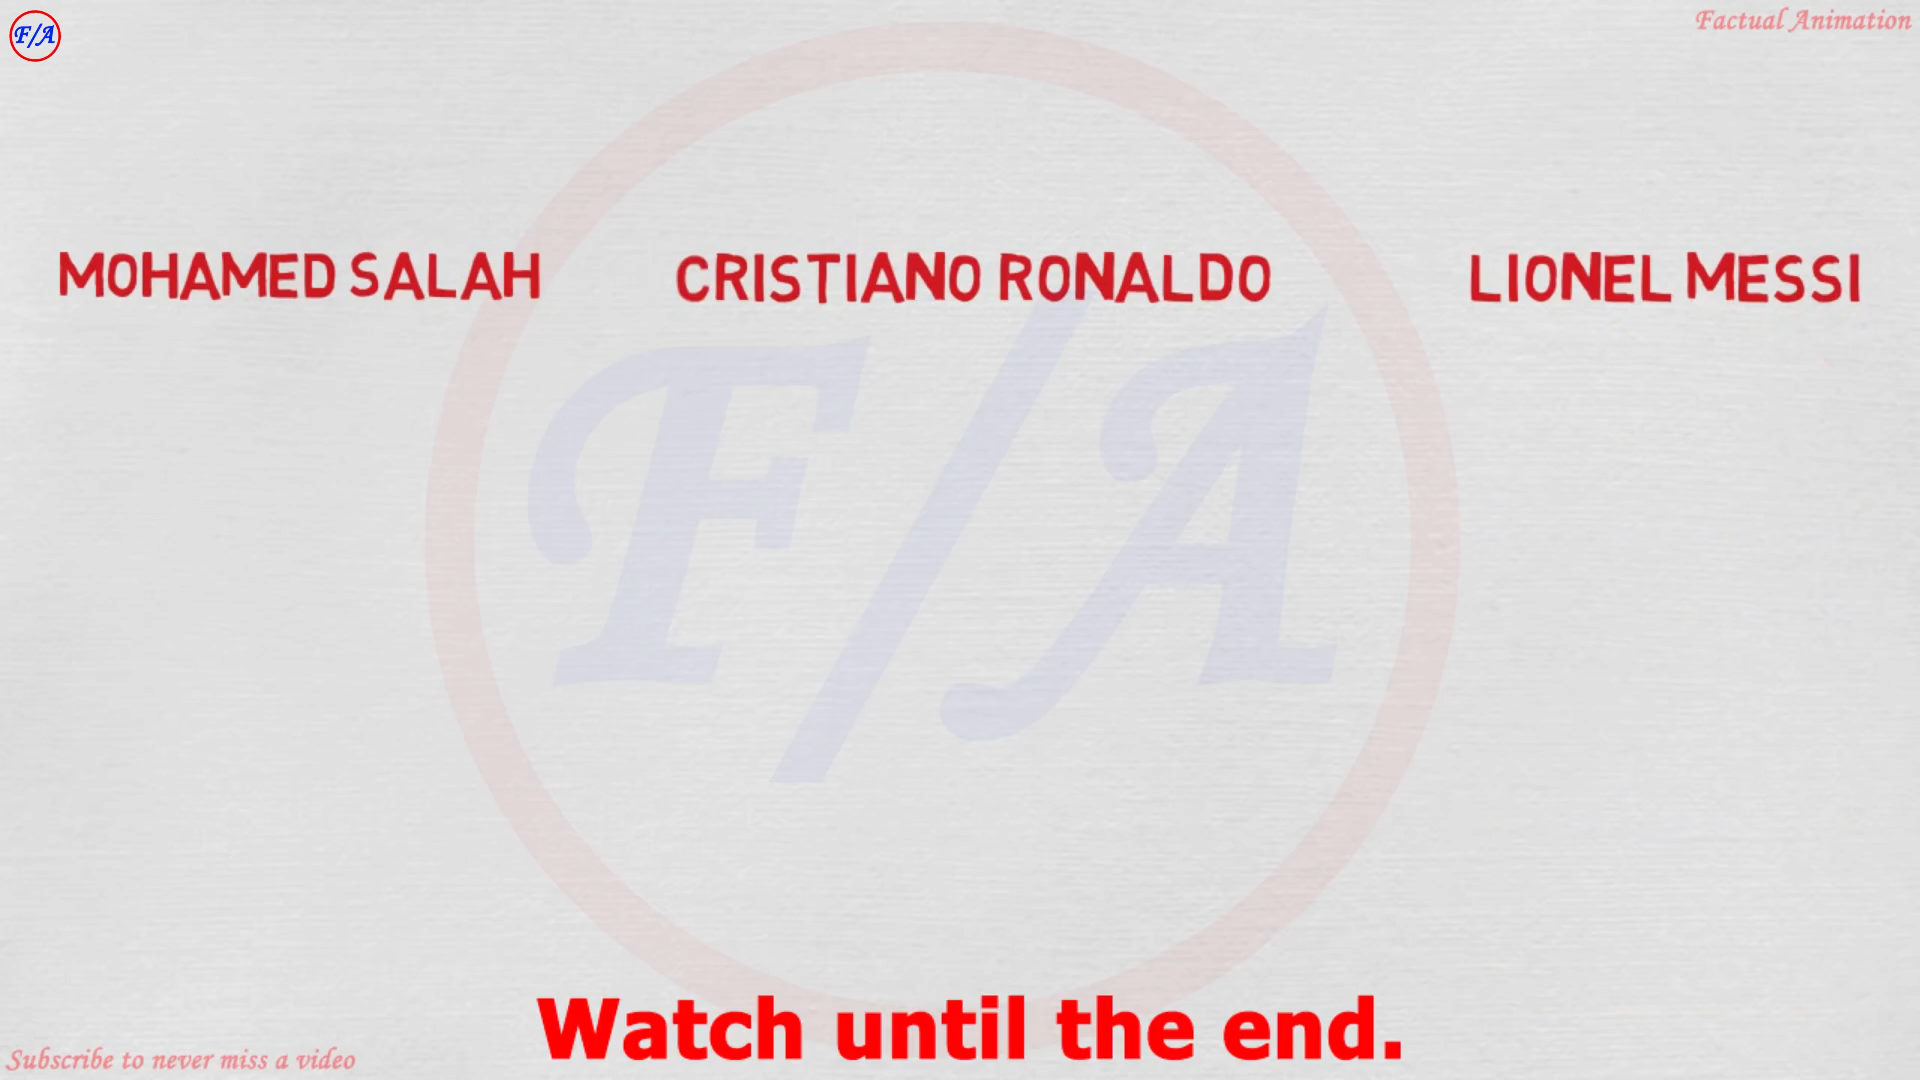 F/A
Factual Animation
MOHAMED SALAH
CRISTIANO RONALDO
LIONEL MESSI
F/A
Watch until the end.
Subscribe to never miss a video